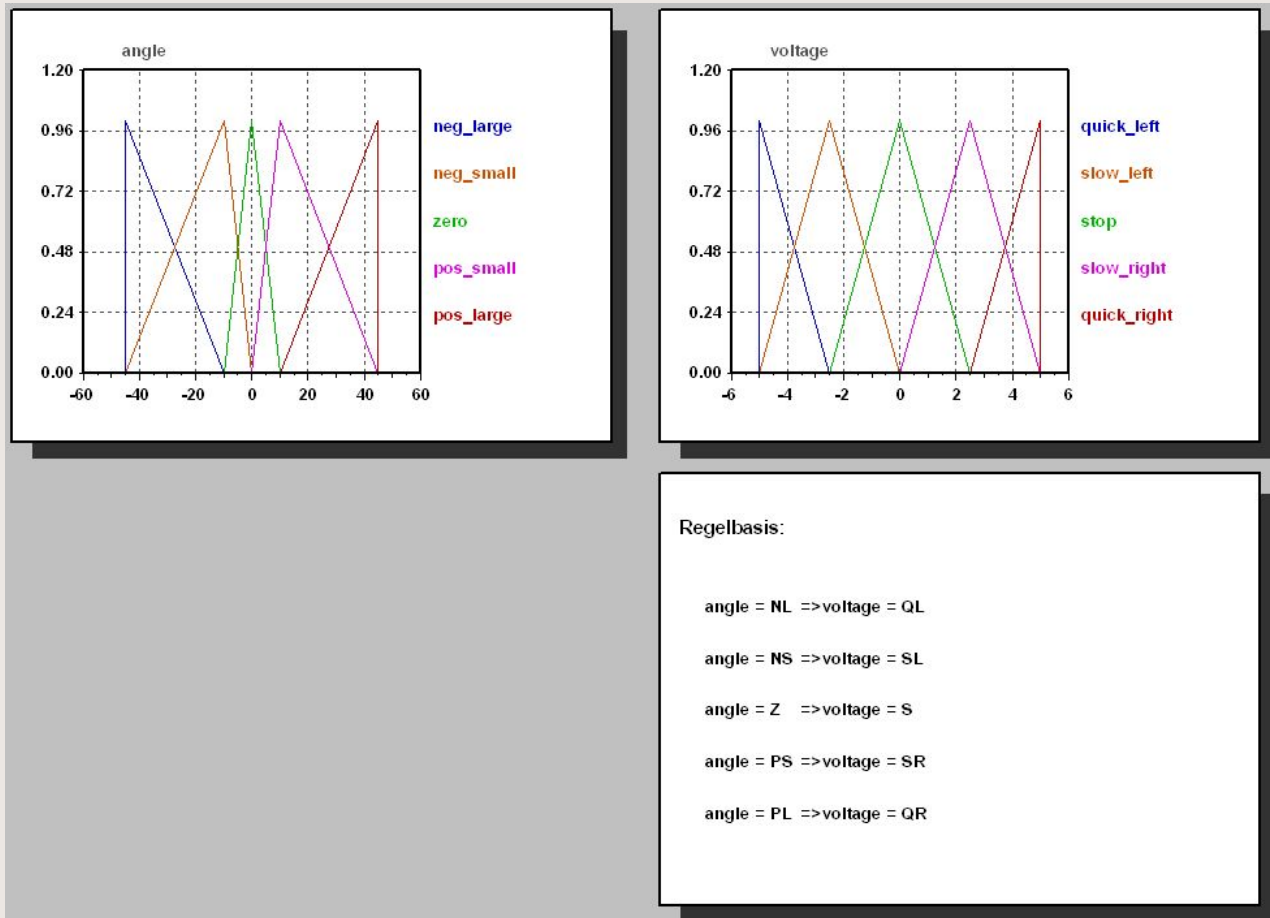 angle
1.20
0.96
0.72
0.48
0.24
0.00
-60 -40 -20 0 20 40 60
neg_large
neg_small
zero
pos_small
pos_large
voltage
1.20
0.96
0.72
0.48
0.24
0.00
-6 -4 -2 0 2 4 6
quick_left
slow_left
stop
slow_right
quick_right
Regelbasis:
angle = NL =>voltage = QL
angle = NS =>voltage = SL
angle = Z =>voltage = S
angle = PS =>voltage = SR
angle = PL =>voltage = QR